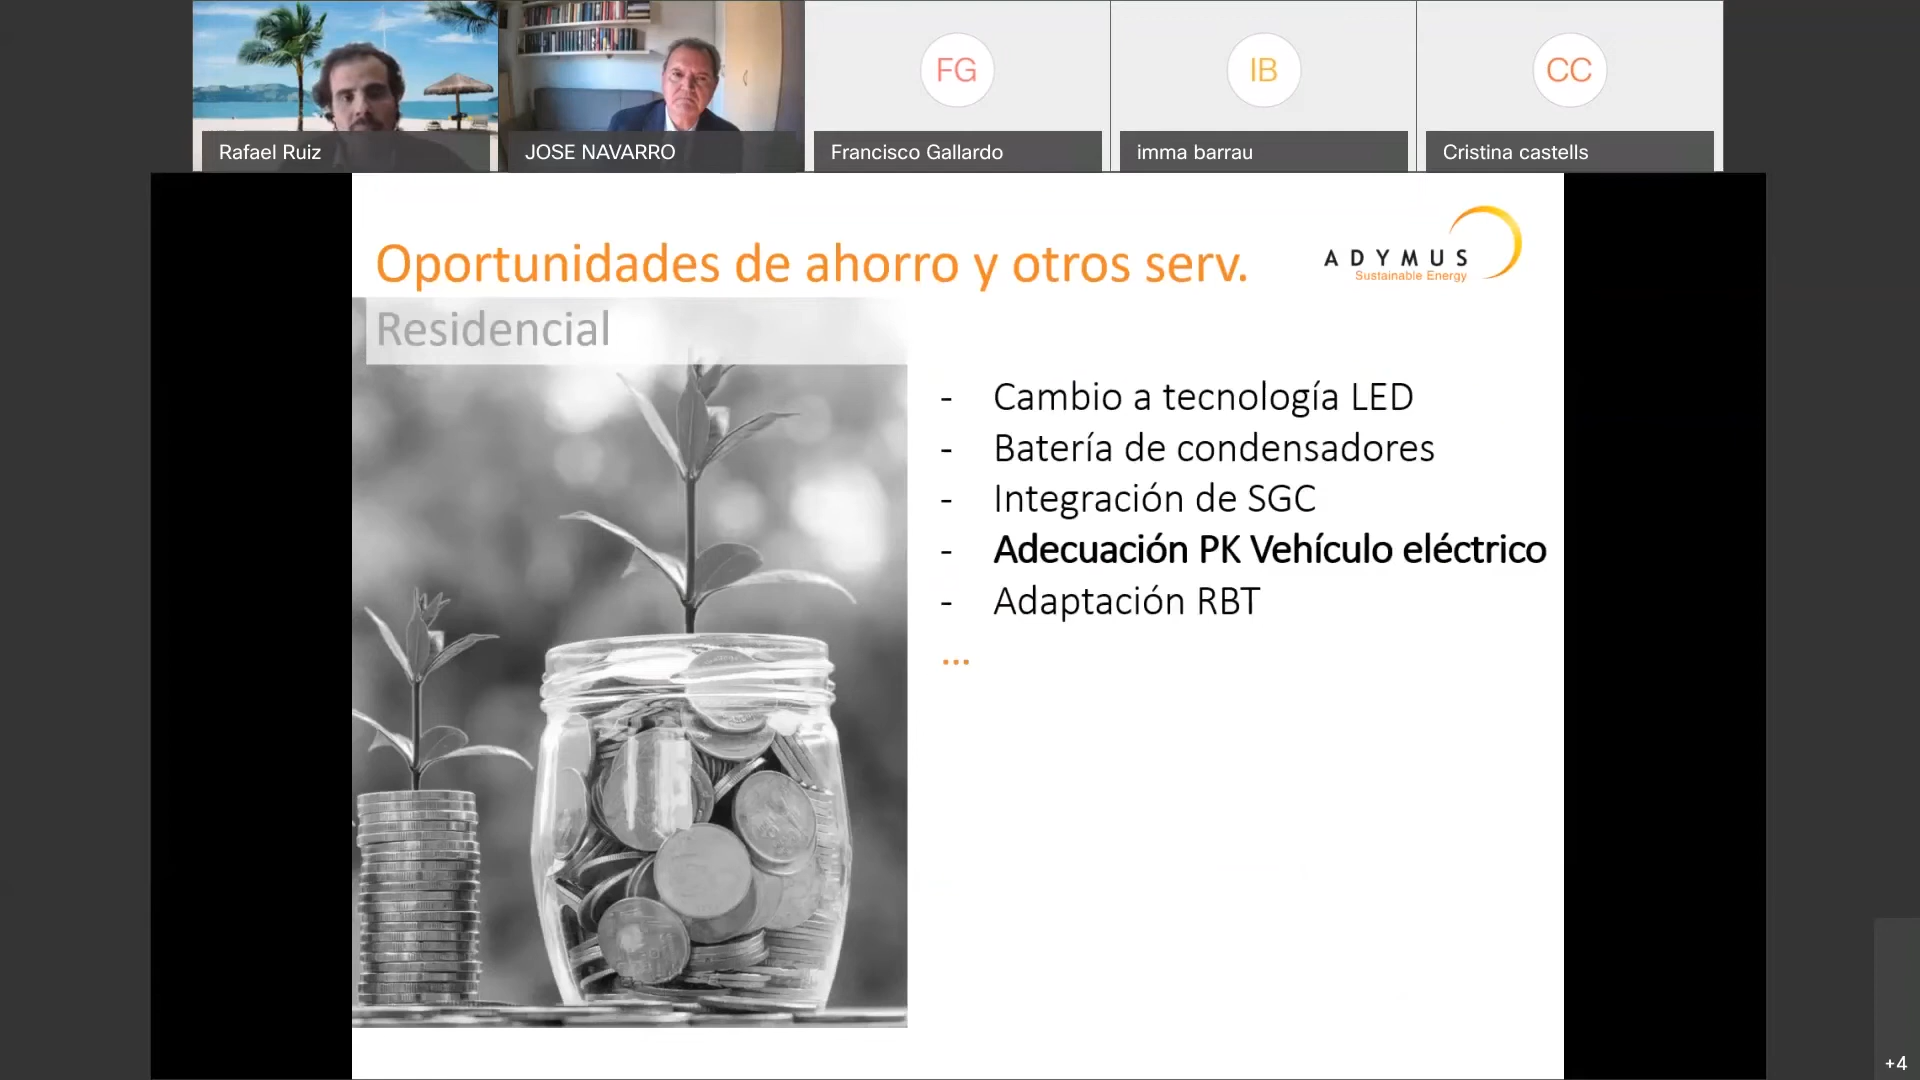 FG
IB
CC
Rafael Ruiz
JOSE NAVARRO
Francisco Gallardo
imma barrau
Cristina castells
Oportunidades de ahorro y otros serv.
ADYMUS
Sustainable Energy
Residencial
- Cambio a tecnología LED
- Batería de condensadores
- Integración de SGC
- Adecuación PK Vehículo eléctrico
- Adaptación RBT
...
+4